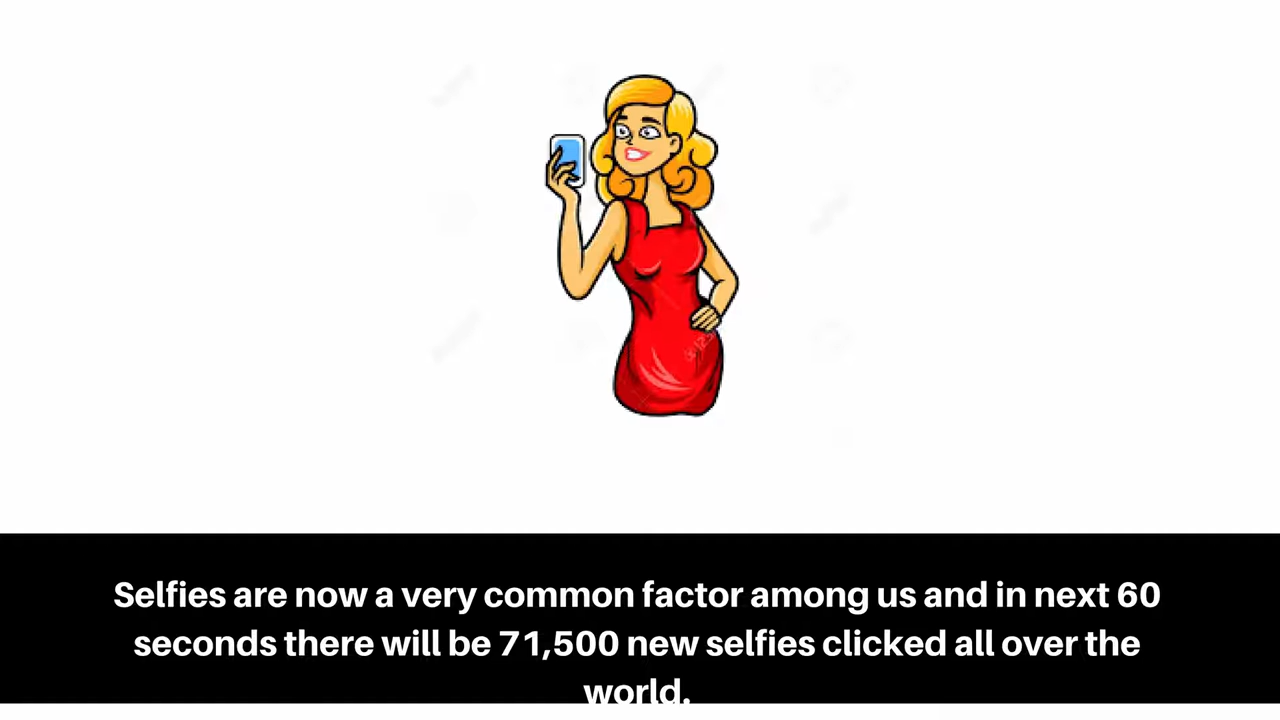 Selfies are now a very common factor among us and in next 60
seconds there will be 71,500 new selfies clicked all over the
world.